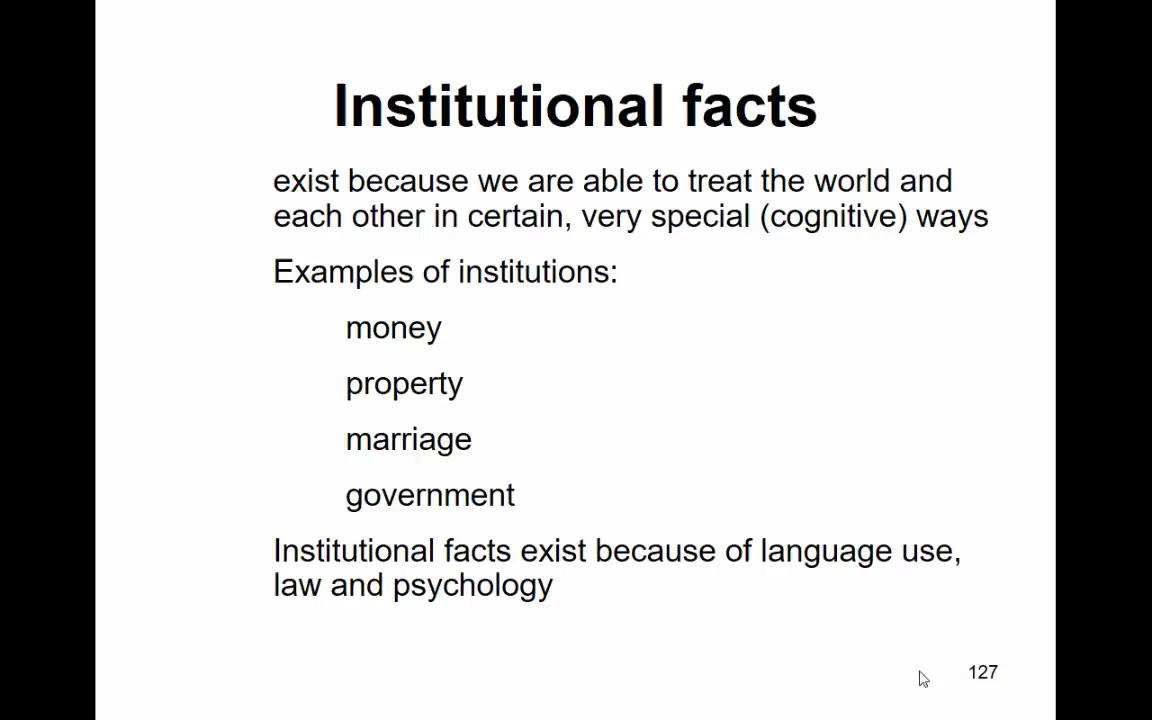 Institutional facts
exist because we are able to treat the world and
each other in certain, very special (cognitive) ways
Examples of institutions:
money
property
marriage
government
Institutional facts exist because of language use,
law and psychology
127